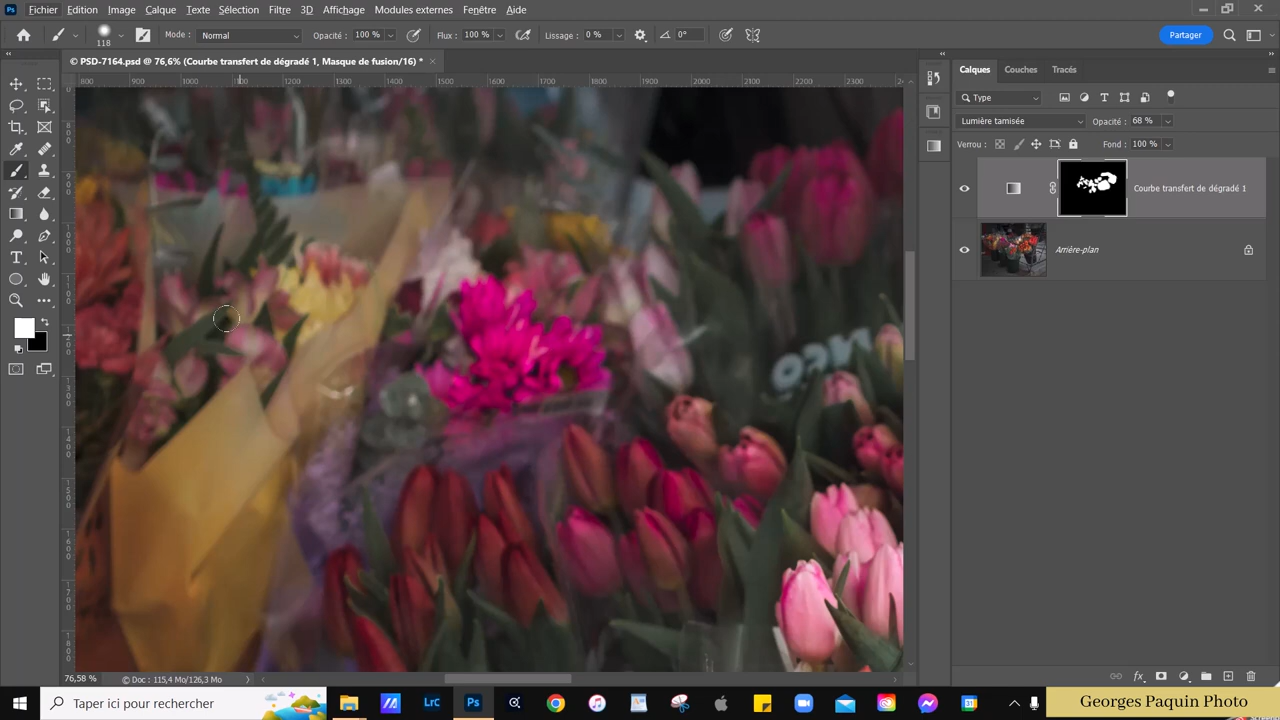 Ps Fichier Edition Image Calque Texte Sélection Filtre 3D Affichage Modules externes Fenêtre Aide
118 Mode : Normal Opacité : 100 % Flux : 100 % Lissage : 0 % 0° Partager
© PSD-7164.psd @ 76,6% (Courbe transfert de dégradé 1, Masque de fusion/16) *
800 1000 1100 1200 1300 1400 1500 1600 1700 1800 1900 2000 2100 2200 2300
Calques Couches Tracés
Type
Lumière tamisée Opacité : 68 %
Verrou : Fond : 100 %
Courbe transfert de dégradé 1
Arrière-plan
76,58 % © Doc : 115,4 Mo/126,3 Mo
Taper ici pour rechercher
LrC Ps
Georges Paquin Photo